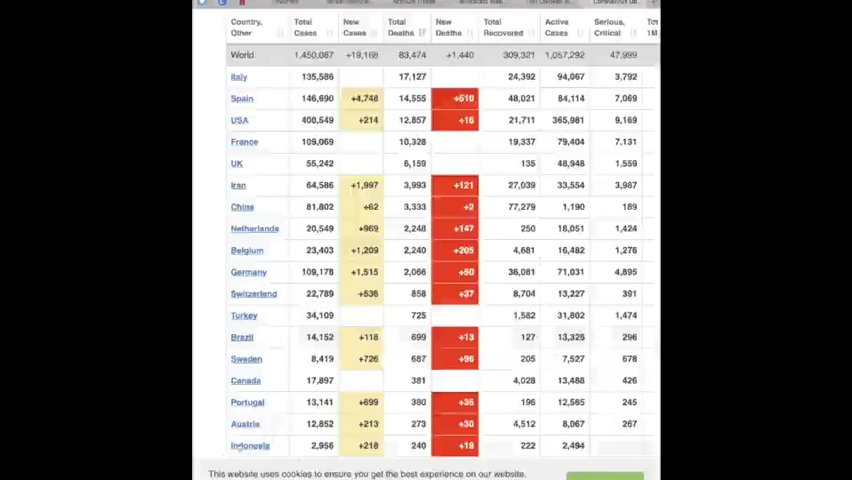 Country, Other Total Cases New Cases Total Deaths New Deaths Total Recovered Active Cases Serious, Critical
World 1,450,087 +19,168 83,474 +1,440 309,321 1,057,292 47,999
Italy 135,586 17,127 24,392 94,067 3,792
Spain 146,690 +4,748 14,555 +510 48,021 84,114 7,069
USA 400,549 +214 12,857 +16 21,711 365,981 9,169
France 109,069 10,328 19,337 79,404 7,131
UK 55,242 6,159 135 48,948 1,559
Iran 64,586 +1,997 3,993 +121 27,039 33,554 3,987
China 81,802 +62 3,333 +2 77,279 1,190 189
Netherlands 20,549 +969 2,248 +147 250 18,051 1,424
Belgium 23,403 +1,209 2,240 +205 4,681 16,482 1,276
Germany 109,178 +1,515 2,066 +50 36,081 71,031 4,895
Switzerland 22,789 +536 858 +37 8,704 13,227 391
Turkey 34,109 725 1,582 31,802 1,474
Brazil 14,152 +118 699 +13 127 13,326 296
Sweden 8,419 +726 687 +96 205 7,527 678
Canada 17,897 381 4,028 13,488 426
Portugal 13,141 +699 380 +35 196 12,565 245
Austria 12,852 +213 273 +30 4,512 8,067 267
Indonesia 2,956 +218 240 +19 222 2,494
This website uses cookies to ensure you get the best experience on our website.